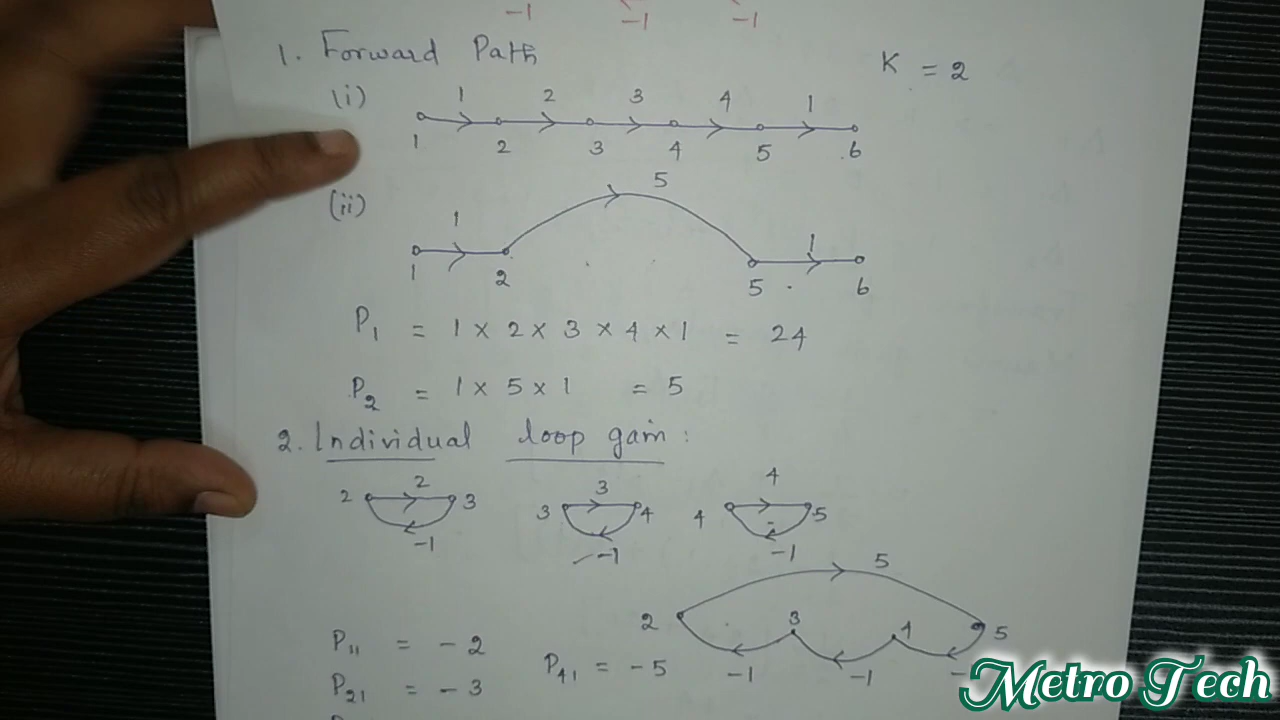 -1 -1 -1
1. Forward Path
K = 2
(i)
1 2 3 4 1
1 2 3 4 5 6
(ii)
5
1 1
1 2 5 6
P₁ = 1 × 2 × 3 × 4 × 1 = 24
P₂ = 1 × 5 × 1 = 5
2. Individual loop gain :
2 2 3
-1
3 3 4
-1
4 4 5
-1
5
2 3 4 5
-1 -1 -
P₁₁ = -2
P₄₁ = -5
P₂₁ = -3
Metro Tech